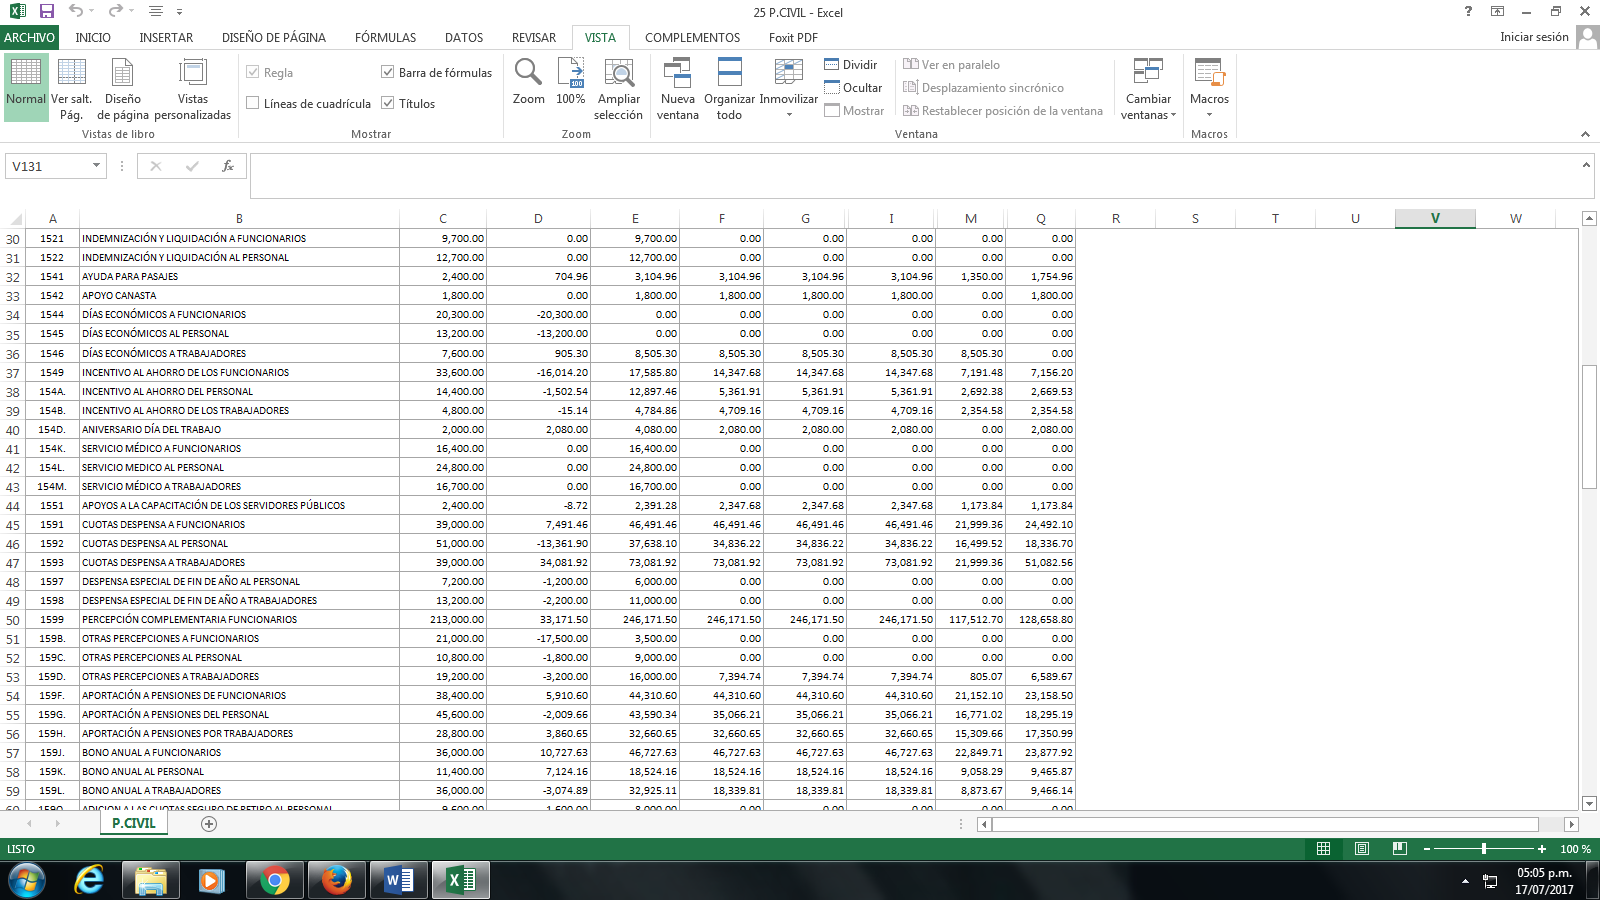 25 P.CIVIL - Excel
ARCHIVO INICIO INSERTAR DISEÑO DE PÁGINA FÓRMULAS DATOS REVISAR VISTA COMPLEMENTOS Foxit PDF Iniciar sesión
Normal Ver salt. Pág. Diseño de página Vistas personalizadas
Vistas de libro
Regla Barra de fórmulas
Líneas de cuadrícula Títulos
Mostrar
Zoom 100% Ampliar selección
Zoom
Nueva ventana Organizar todo Inmovilizar
Dividir
Ocultar
Mostrar
Ver en paralelo
Desplazamiento sincrónico
Restablecer posición de la ventana
Cambiar ventanas
Ventana
Macros
Macros
V131 fx
A B C D E F G I M Q R S T U V W
30 1521 INDEMNIZACIÓN Y LIQUIDACIÓN A FUNCIONARIOS 9,700.00 0.00 9,700.00 0.00 0.00 0.00 0.00 0.00
31 1522 INDEMNIZACIÓN Y LIQUIDACIÓN AL PERSONAL 12,700.00 0.00 12,700.00 0.00 0.00 0.00 0.00 0.00
32 1541 AYUDA PARA PASAJES 2,400.00 704.96 3,104.96 3,104.96 3,104.96 3,104.96 1,350.00 1,754.96
33 1542 APOYO CANASTA 1,800.00 0.00 1,800.00 1,800.00 1,800.00 1,800.00 0.00 1,800.00
34 1544 DÍAS ECONÓMICOS A FUNCIONARIOS 20,300.00 -20,300.00 0.00 0.00 0.00 0.00 0.00 0.00
35 1545 DÍAS ECONÓMICOS AL PERSONAL 13,200.00 -13,200.00 0.00 0.00 0.00 0.00 0.00 0.00
36 1546 DÍAS ECONÓMICOS A TRABAJADORES 7,600.00 905.30 8,505.30 8,505.30 8,505.30 8,505.30 8,505.30 0.00
37 1549 INCENTIVO AL AHORRO DE LOS FUNCIONARIOS 33,600.00 -16,014.20 17,585.80 14,347.68 14,347.68 14,347.68 7,191.48 7,156.20
38 154A. INCENTIVO AL AHORRO DEL PERSONAL 14,400.00 -1,502.54 12,897.46 5,361.91 5,361.91 5,361.91 2,692.38 2,669.53
39 154B. INCENTIVO AL AHORRO DE LOS TRABAJADORES 4,800.00 -15.14 4,784.86 4,709.16 4,709.16 4,709.16 2,354.58 2,354.58
40 154D. ANIVERSARIO DÍA DEL TRABAJO 2,000.00 2,080.00 4,080.00 2,080.00 2,080.00 2,080.00 0.00 2,080.00
41 154K. SERVICIO MÉDICO A FUNCIONARIOS 16,400.00 0.00 16,400.00 0.00 0.00 0.00 0.00 0.00
42 154L. SERVICIO MEDICO AL PERSONAL 24,800.00 0.00 24,800.00 0.00 0.00 0.00 0.00 0.00
43 154M. SERVICIO MÉDICO A TRABAJADORES 16,700.00 0.00 16,700.00 0.00 0.00 0.00 0.00 0.00
44 1551 APOYOS A LA CAPACITACIÓN DE LOS SERVIDORES PÚBLICOS 2,400.00 -8.72 2,391.28 2,347.68 2,347.68 2,347.68 1,173.84 1,173.84
45 1591 CUOTAS DESPENSA A FUNCIONARIOS 39,000.00 7,491.46 46,491.46 46,491.46 46,491.46 46,491.46 21,999.36 24,492.10
46 1592 CUOTAS DESPENSA AL PERSONAL 51,000.00 -13,361.90 37,638.10 34,836.22 34,836.22 34,836.22 16,499.52 18,336.70
47 1593 CUOTAS DESPENSA A TRABAJADORES 39,000.00 34,081.92 73,081.92 73,081.92 73,081.92 73,081.92 21,999.36 51,082.56
48 1597 DESPENSA ESPECIAL DE FIN DE AÑO AL PERSONAL 7,200.00 -1,200.00 6,000.00 0.00 0.00 0.00 0.00 0.00
49 1598 DESPENSA ESPECIAL DE FIN DE AÑO A TRABAJADORES 13,200.00 -2,200.00 11,000.00 0.00 0.00 0.00 0.00 0.00
50 1599 PERCEPCIÓN COMPLEMENTARIA FUNCIONARIOS 213,000.00 33,171.50 246,171.50 246,171.50 246,171.50 246,171.50 117,512.70 128,658.80
51 159B. OTRAS PERCEPCIONES A FUNCIONARIOS 21,000.00 -17,500.00 3,500.00 0.00 0.00 0.00 0.00 0.00
52 159C. OTRAS PERCEPCIONES AL PERSONAL 10,800.00 -1,800.00 9,000.00 0.00 0.00 0.00 0.00 0.00
53 159D. OTRAS PERCEPCIONES A TRABAJADORES 19,200.00 -3,200.00 16,000.00 7,394.74 7,394.74 7,394.74 805.07 6,589.67
54 159F. APORTACIÓN A PENSIONES DE FUNCIONARIOS 38,400.00 5,910.60 44,310.60 44,310.60 44,310.60 44,310.60 21,152.10 23,158.50
55 159G. APORTACIÓN A PENSIONES DEL PERSONAL 45,600.00 -2,009.66 43,590.34 35,066.21 35,066.21 35,066.21 16,771.02 18,295.19
56 159H. APORTACIÓN A PENSIONES POR TRABAJADORES 28,800.00 3,860.65 32,660.65 32,660.65 32,660.65 32,660.65 15,309.66 17,350.99
57 159J. BONO ANUAL A FUNCIONARIOS 36,000.00 10,727.63 46,727.63 46,727.63 46,727.63 46,727.63 22,849.71 23,877.92
58 159K. BONO ANUAL AL PERSONAL 11,400.00 7,124.16 18,524.16 18,524.16 18,524.16 18,524.16 9,058.29 9,465.87
59 159L. BONO ANUAL A TRABAJADORES 36,000.00 -3,074.89 32,925.11 18,339.81 18,339.81 18,339.81 8,873.67 9,466.14
60 159O. ADICION A LAS CUOTAS SEGURO DE RETIRO AL PERSONAL 9,600.00 -1,600.00 8,000.00 0.00 0.00 0.00 0.00 0.00
P.CIVIL
LISTO 100 %
05:05 p.m.
17/07/2017